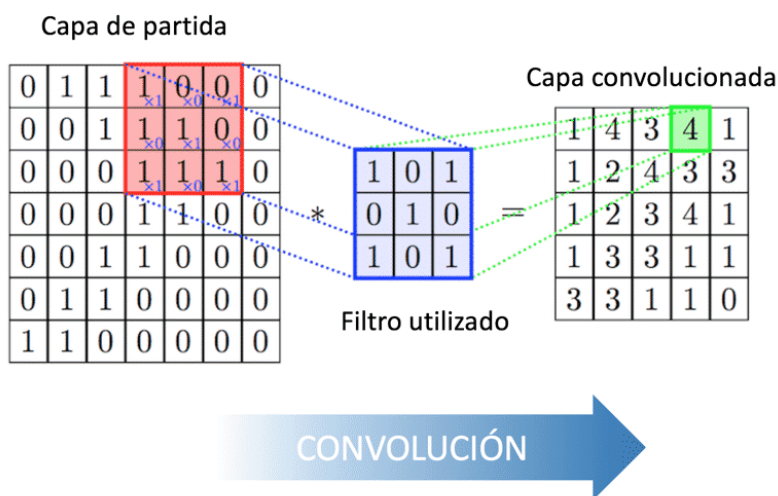 Capa de partida
Capa convolucionada
0 1 1 1 0 0 0
×1 ×0 ×1
0 0 1 1 1 0 0
×0 ×1 ×0
0 0 0 1 1 1 0
×1 ×0 ×1
0 0 0 1 1 0 0
0 0 1 1 0 0 0
0 1 1 0 0 0 0
1 1 0 0 0 0 0
*
1 0 1
0 1 0
1 0 1
=
1 4 3 4 1
1 2 4 3 3
1 2 3 4 1
1 3 3 1 1
3 3 1 1 0
Filtro utilizado
CONVOLUCIÓN